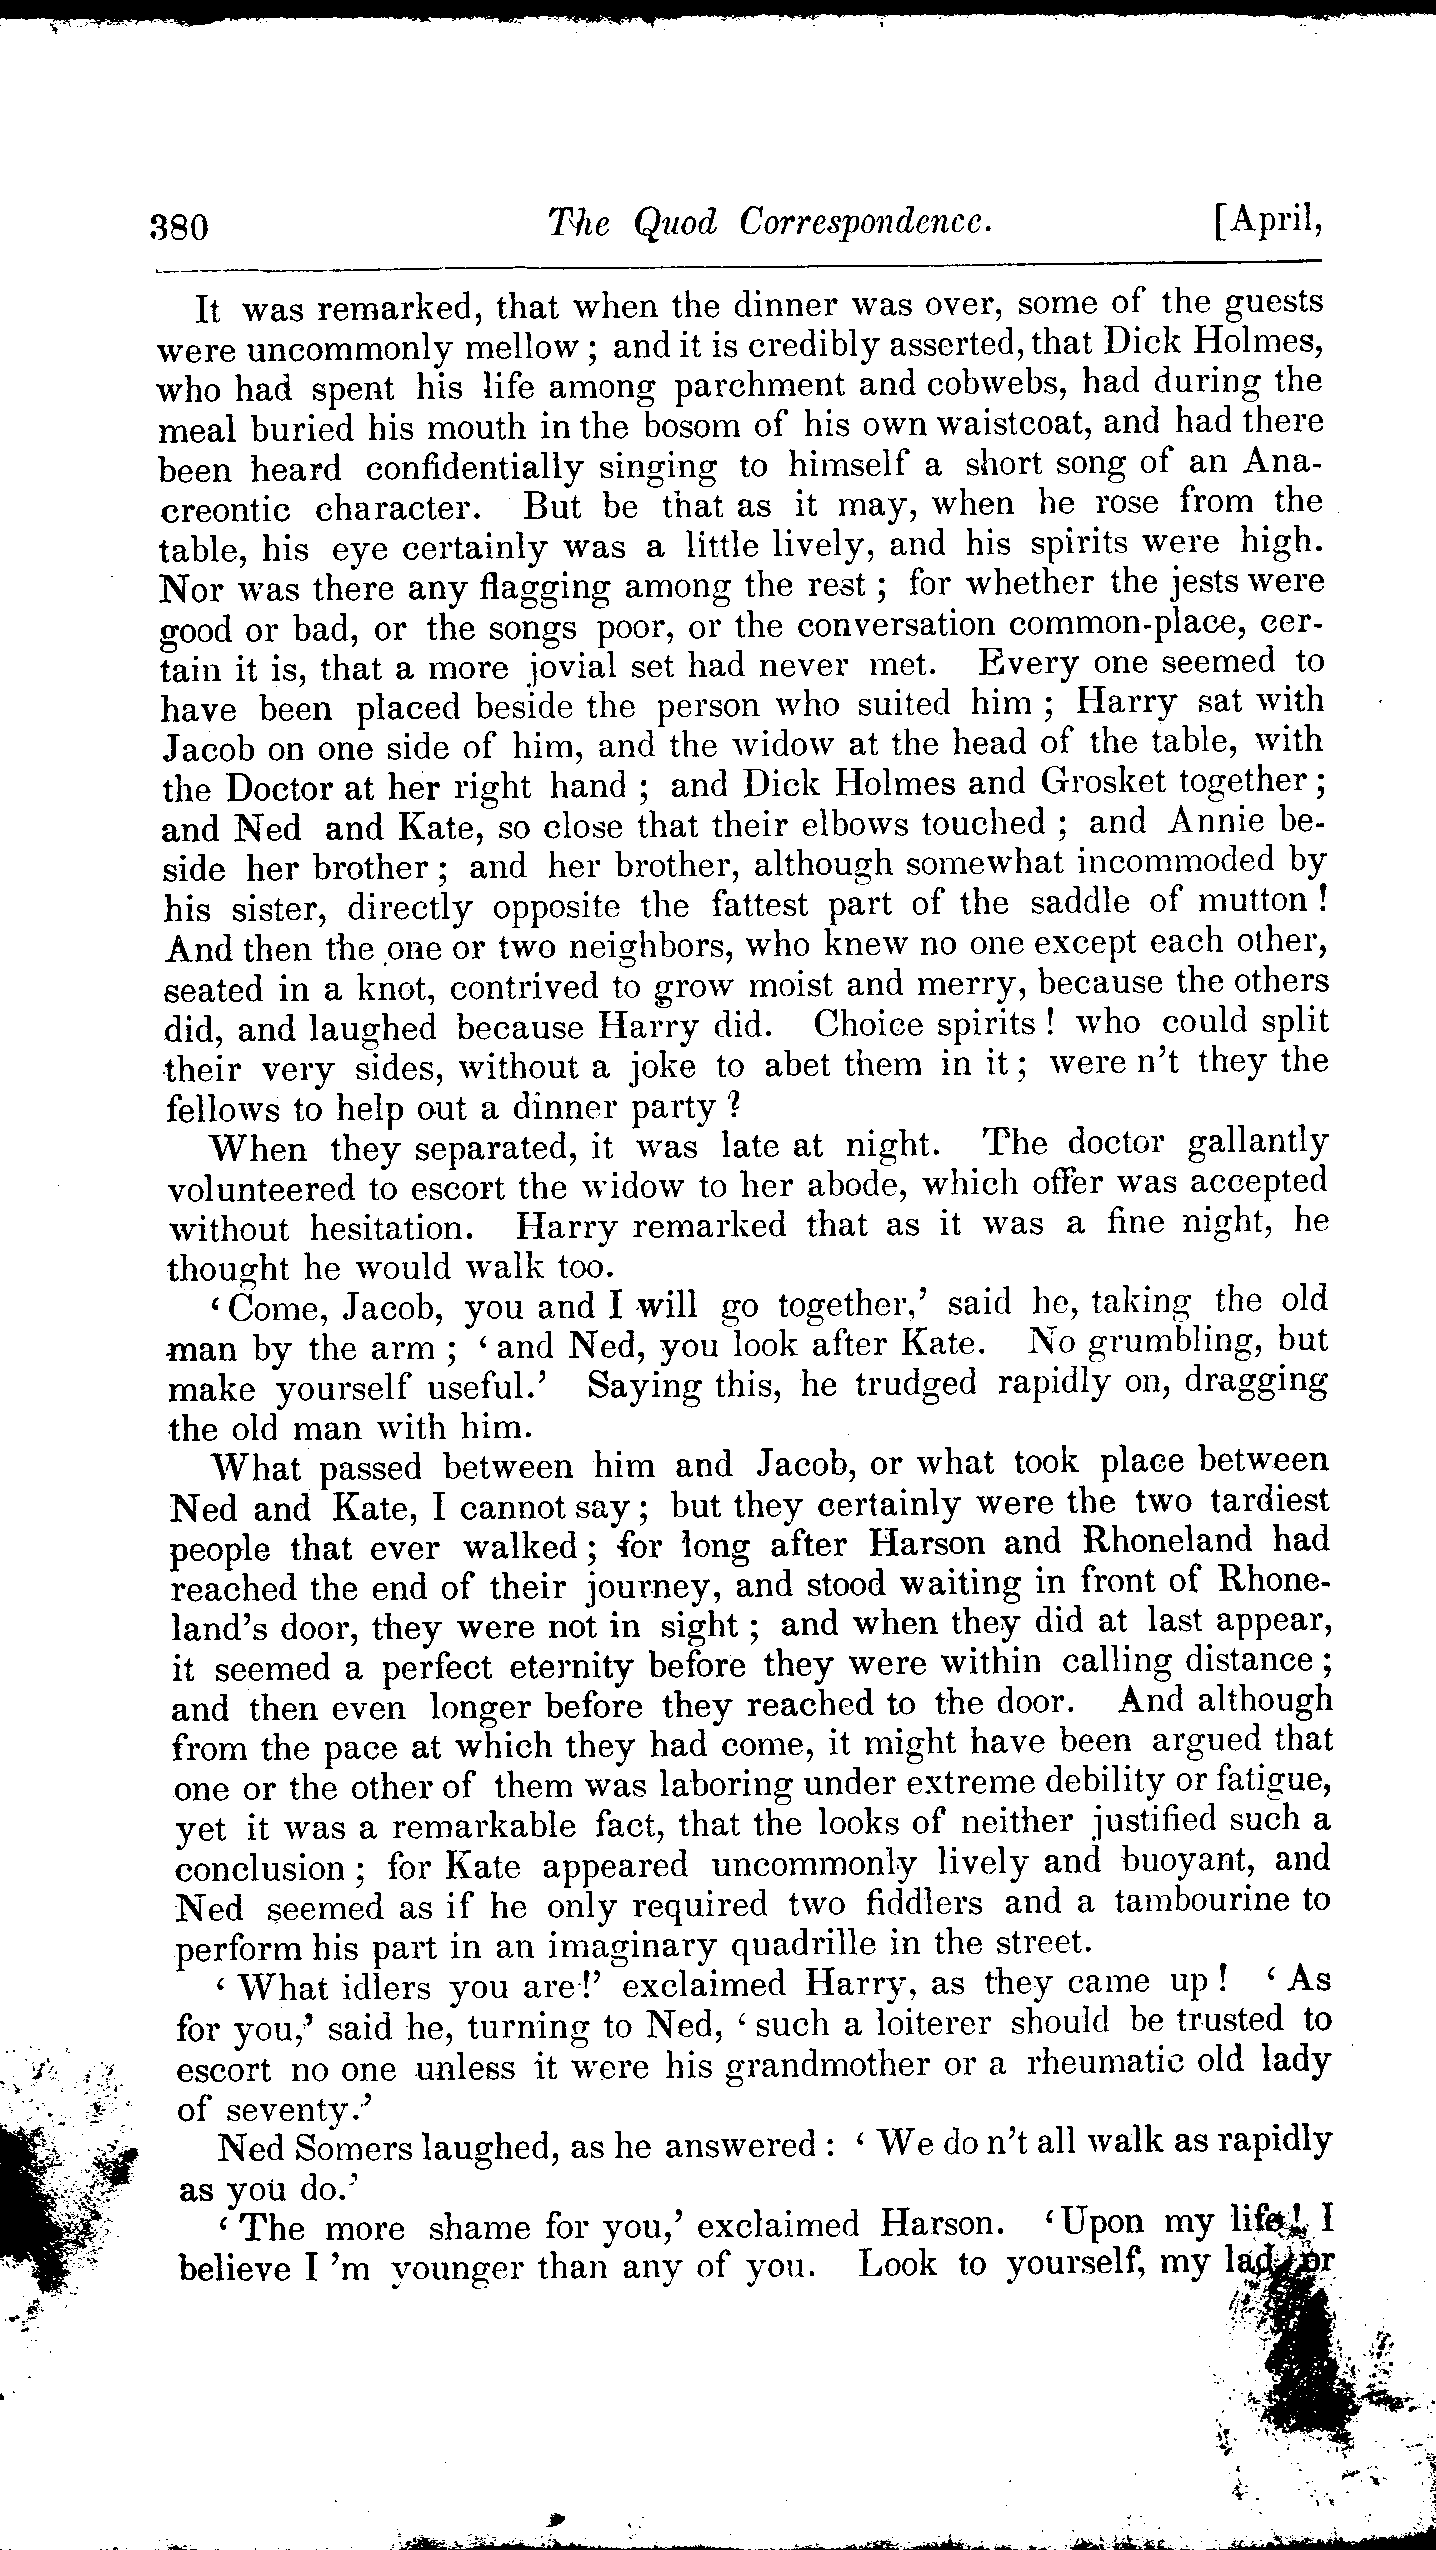 380 The Quod Correspondence. [April,
It was remarked, that when the dinner was over, some of the guests
were uncommonly mellow ; and it is credibly asserted, that Dick Holmes,
who had spent his life among parchment and cobwebs, had during the
meal buried his mouth in the bosom of his own waistcoat, and had there
been heard confidentially singing to himself a short song of an Ana-
creontic character. But be that as it may, when he rose from the
table, his eye certainly was a little lively, and his spirits were high.
Nor was there any flagging among the rest ; for whether the jests were
good or bad, or the songs poor, or the conversation common-place, cer-
tain it is, that a more jovial set had never met. Every one seemed to
have been placed beside the person who suited him ; Harry sat with
Jacob on one side of him, and the widow at the head of the table, with
the Doctor at her right hand ; and Dick Holmes and Grosket together ;
and Ned and Kate, so close that their elbows touched ; and Annie be-
side her brother ; and her brother, although somewhat incommoded by
his sister, directly opposite the fattest part of the saddle of mutton !
And then the one or two neighbors, who knew no one except each other,
seated in a knot, contrived to grow moist and merry, because the others
did, and laughed because Harry did. Choice spirits ! who could split
their very sides, without a joke to abet them in it ; were n't they the
fellows to help out a dinner party ?
When they separated, it was late at night. The doctor gallantly
volunteered to escort the widow to her abode, which offer was accepted
without hesitation. Harry remarked that as it was a fine night, he
thought he would walk too.
‘ Come, Jacob, you and I will go together,’ said he, taking the old
man by the arm ; ‘ and Ned, you look after Kate. No grumbling, but
make yourself useful.’ Saying this, he trudged rapidly on, dragging
the old man with him.
What passed between him and Jacob, or what took place between
Ned and Kate, I cannot say ; but they certainly were the two tardiest
people that ever walked ; for long after Harson and Rhoneland had
reached the end of their journey, and stood waiting in front of Rhone-
land's door, they were not in sight ; and when they did at last appear,
it seemed a perfect eternity before they were within calling distance ;
and then even longer before they reached to the door. And although
from the pace at which they had come, it might have been argued that
one or the other of them was laboring under extreme debility or fatigue,
yet it was a remarkable fact, that the looks of neither justified such a
conclusion ; for Kate appeared uncommonly lively and buoyant, and
Ned seemed as if he only required two fiddlers and a tambourine to
perform his part in an imaginary quadrille in the street.
‘ What idlers you are !’ exclaimed Harry, as they came up ! ‘ As
for you,’ said he, turning to Ned, ‘ such a loiterer should be trusted to
escort no one unless it were his grandmother or a rheumatic old lady
of seventy.’
Ned Somers laughed, as he answered : ‘ We do n't all walk as rapidly
as you do.’
‘ The more shame for you,’ exclaimed Harson. ‘ Upon my life ! I
believe I 'm younger than any of you. Look to yourself, my lad, or